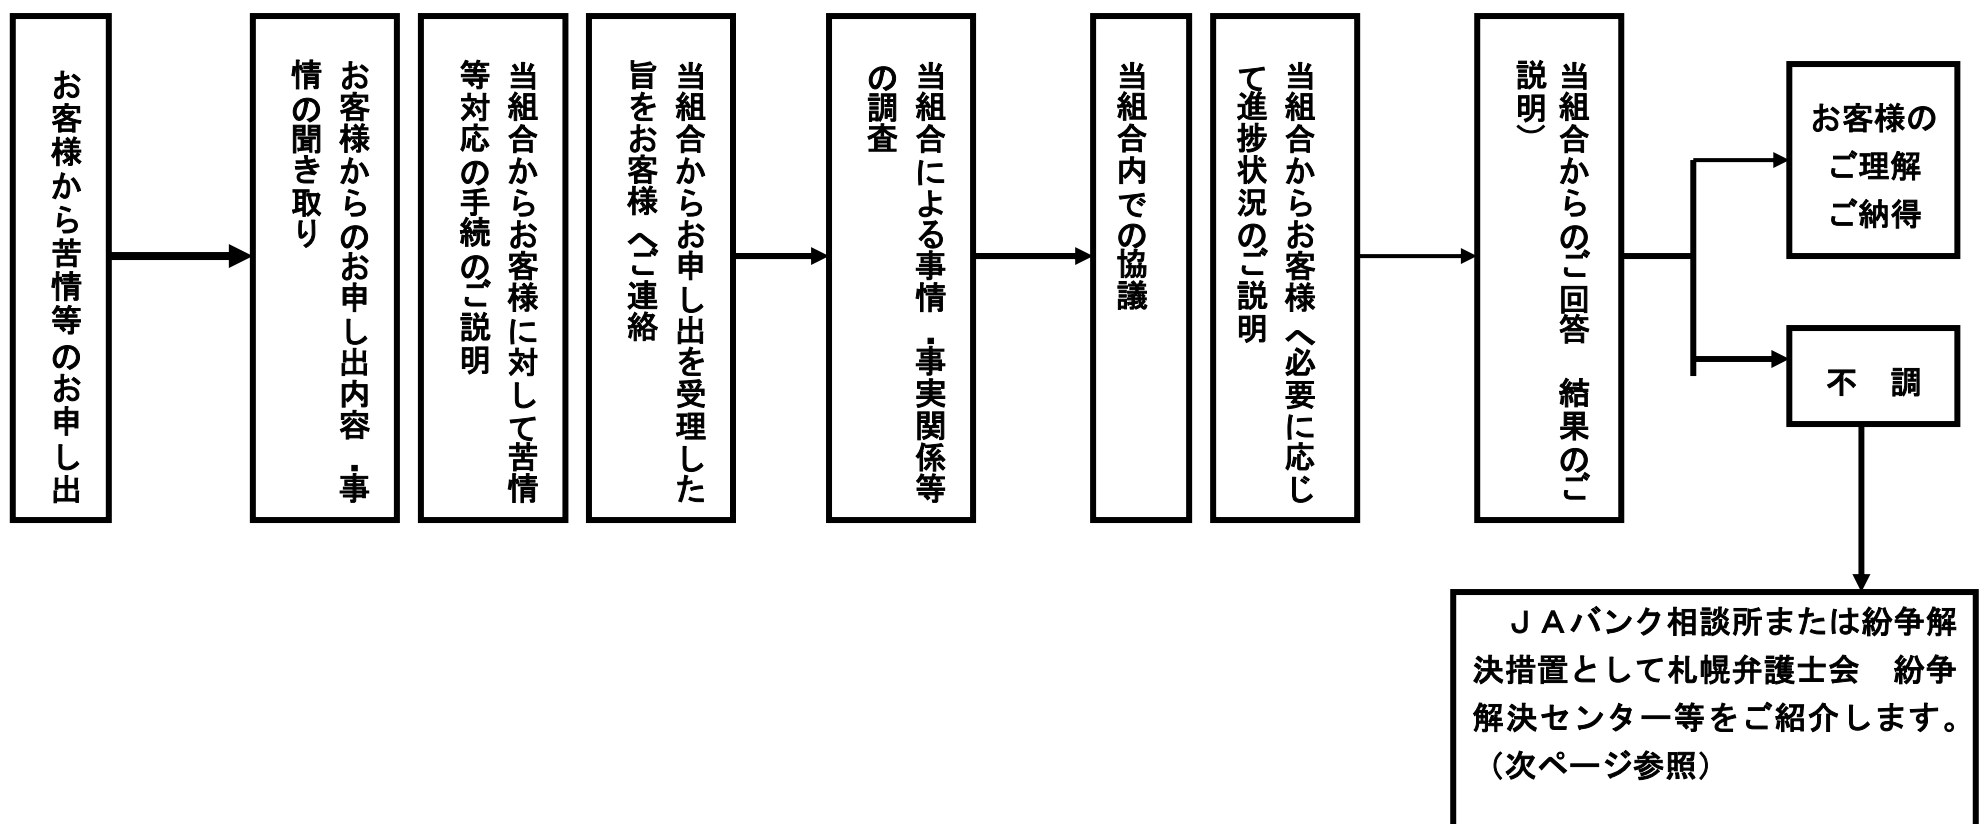 お客様から苦情等のお申し出
お客様からのお申し出内容・事
情の聞き取り
当組合からお客様に対して苦情
等対応の手続のご説明
当組合からお申し出を受理した
旨をお客様へご連絡
当組合による事情・事実関係等
の調査
当組合内での協議
当組合からお客様へ必要に応じ
て進捗状況のご説明
当組合からのご回答　結果のご
説明）
お客様の
ご理解
ご納得
不　調
ＪＡバンク相談所または紛争解
決措置として札幌弁護士会　紛争
解決センター等をご紹介します。
（次ページ参照）